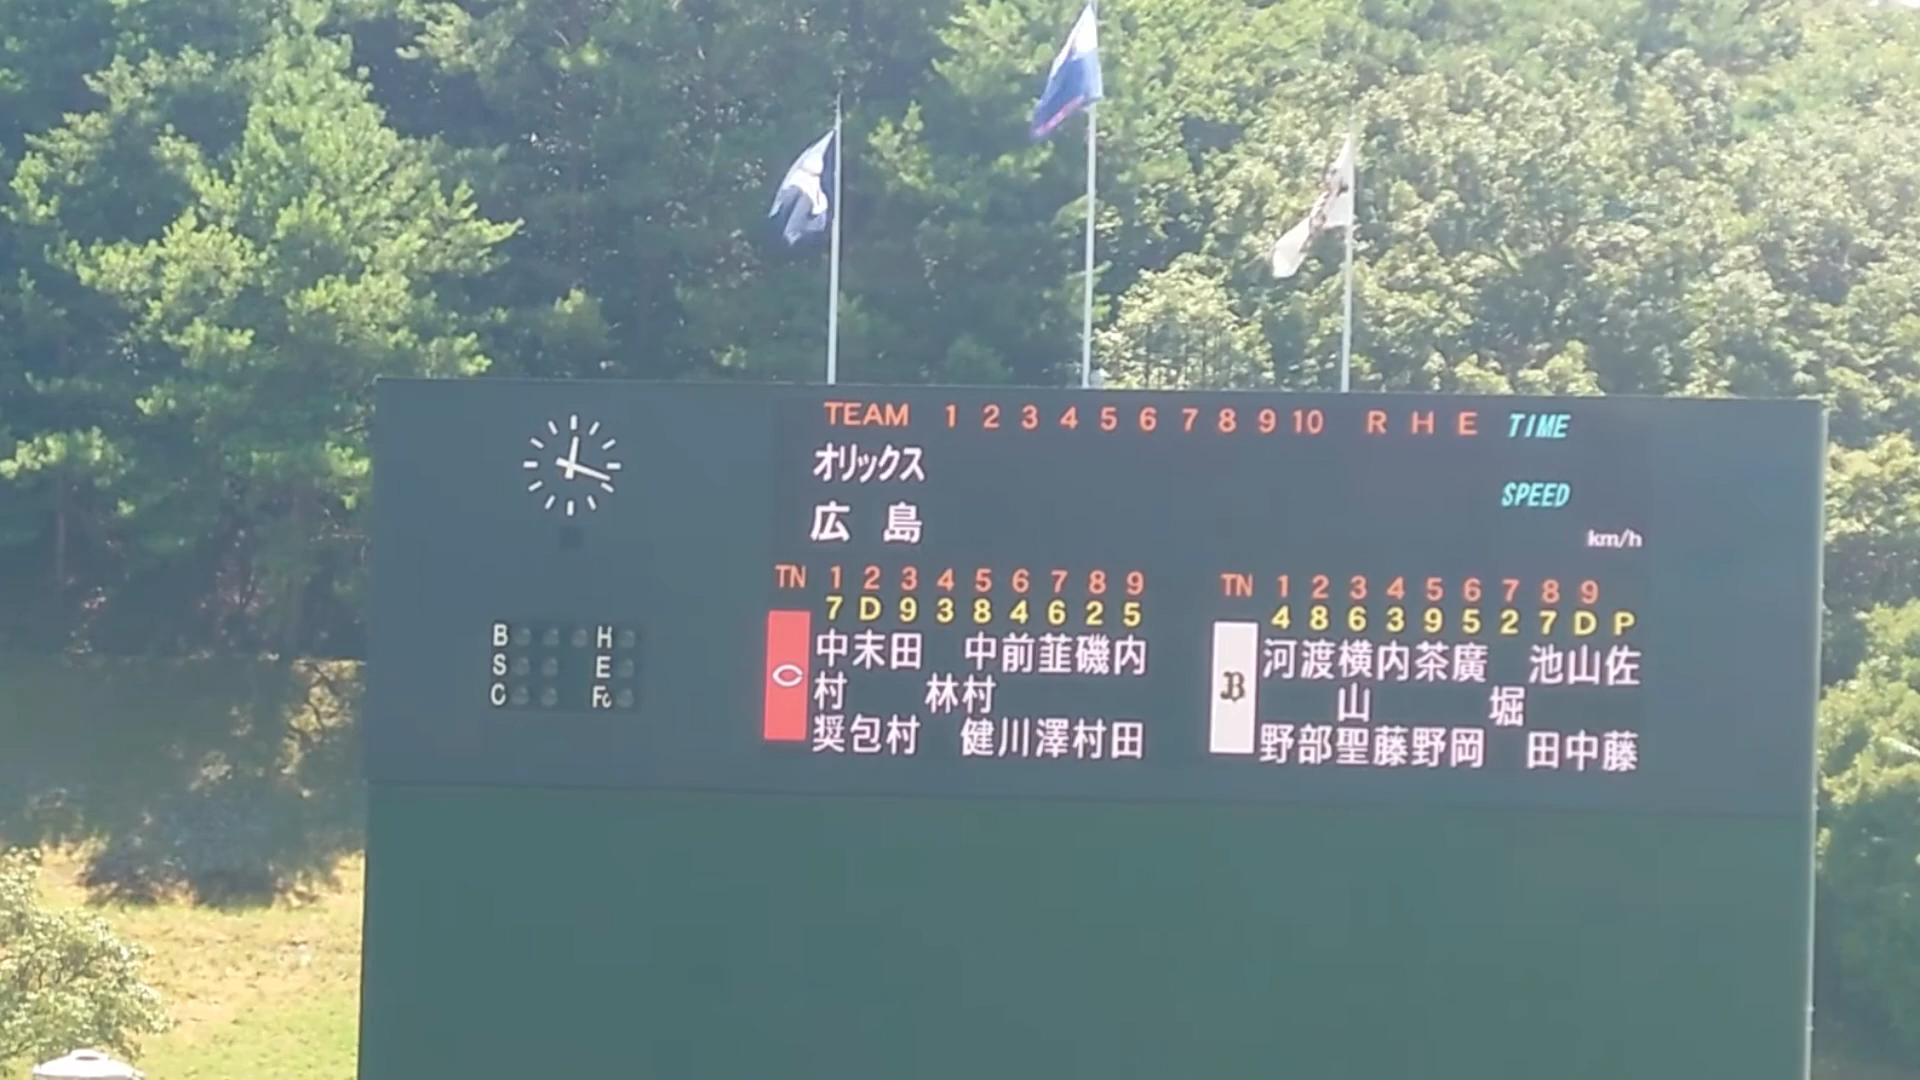 TEAM 1 2 3 4 5 6 7 8 9 10 R H E TIME
オリックス
SPEED
広島
km/h
TN 1 2 3 4 5 6 7 8 9
7 D 9 3 8 4 6 2 5
中村奨
末包
田村
林
中村健
前川
韮澤
磯村
内田
TN 1 2 3 4 5 6 7 8 9
4 8 6 3 9 5 2 7 D P
河野
渡部
横山聖
内藤
茶野
廣岡
堀
池田
山中
佐藤
B H
S E
C Fc
C
B